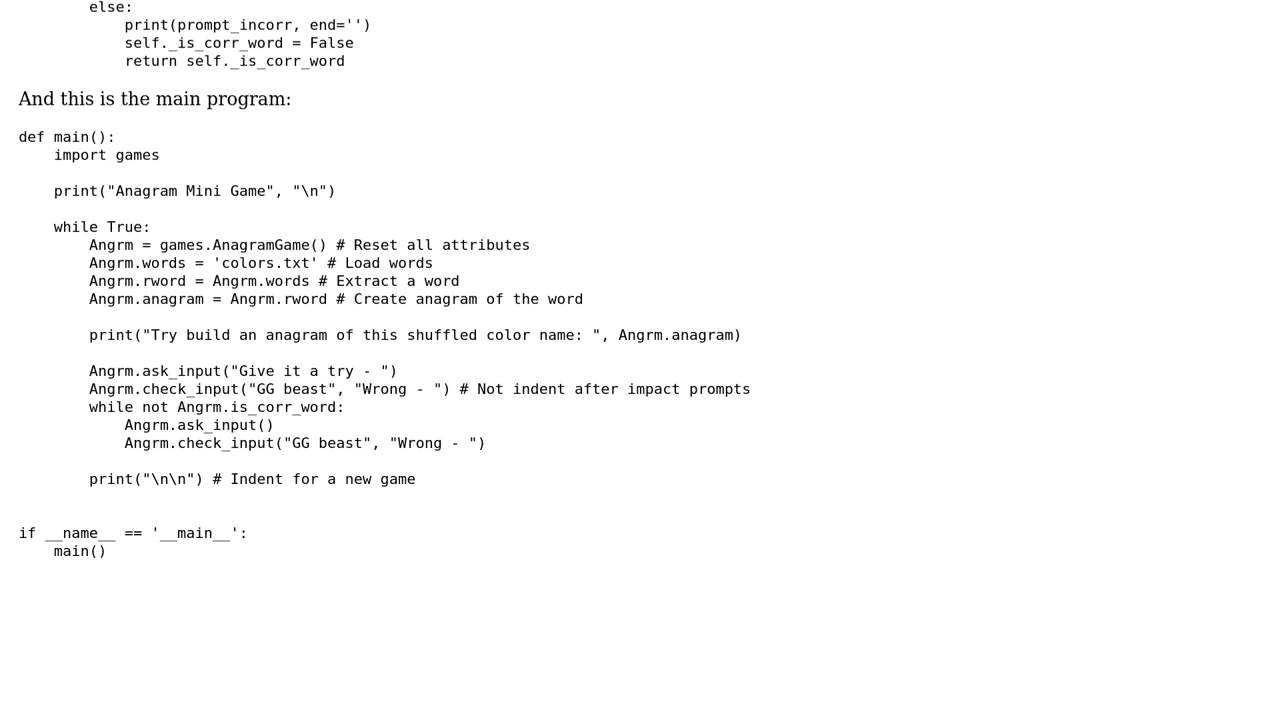 else:
            print(prompt_incorr, end='')
            self._is_corr_word = False
            return self._is_corr_word
And this is the main program:
def main():
    import games
    print("Anagram Mini Game", "\n")
    while True:
        Angrm = games.AnagramGame() # Reset all attributes
        Angrm.words = 'colors.txt' # Load words
        Angrm.rword = Angrm.words # Extract a word
        Angrm.anagram = Angrm.rword # Create anagram of the word
        print("Try build an anagram of this shuffled color name: ", Angrm.anagram)
        Angrm.ask_input("Give it a try - ")
        Angrm.check_input("GG beast", "Wrong - ") # Not indent after impact prompts
        while not Angrm.is_corr_word:
            Angrm.ask_input()
            Angrm.check_input("GG beast", "Wrong - ")
        print("\n\n") # Indent for a new game
if __name__ == '__main__':
    main()